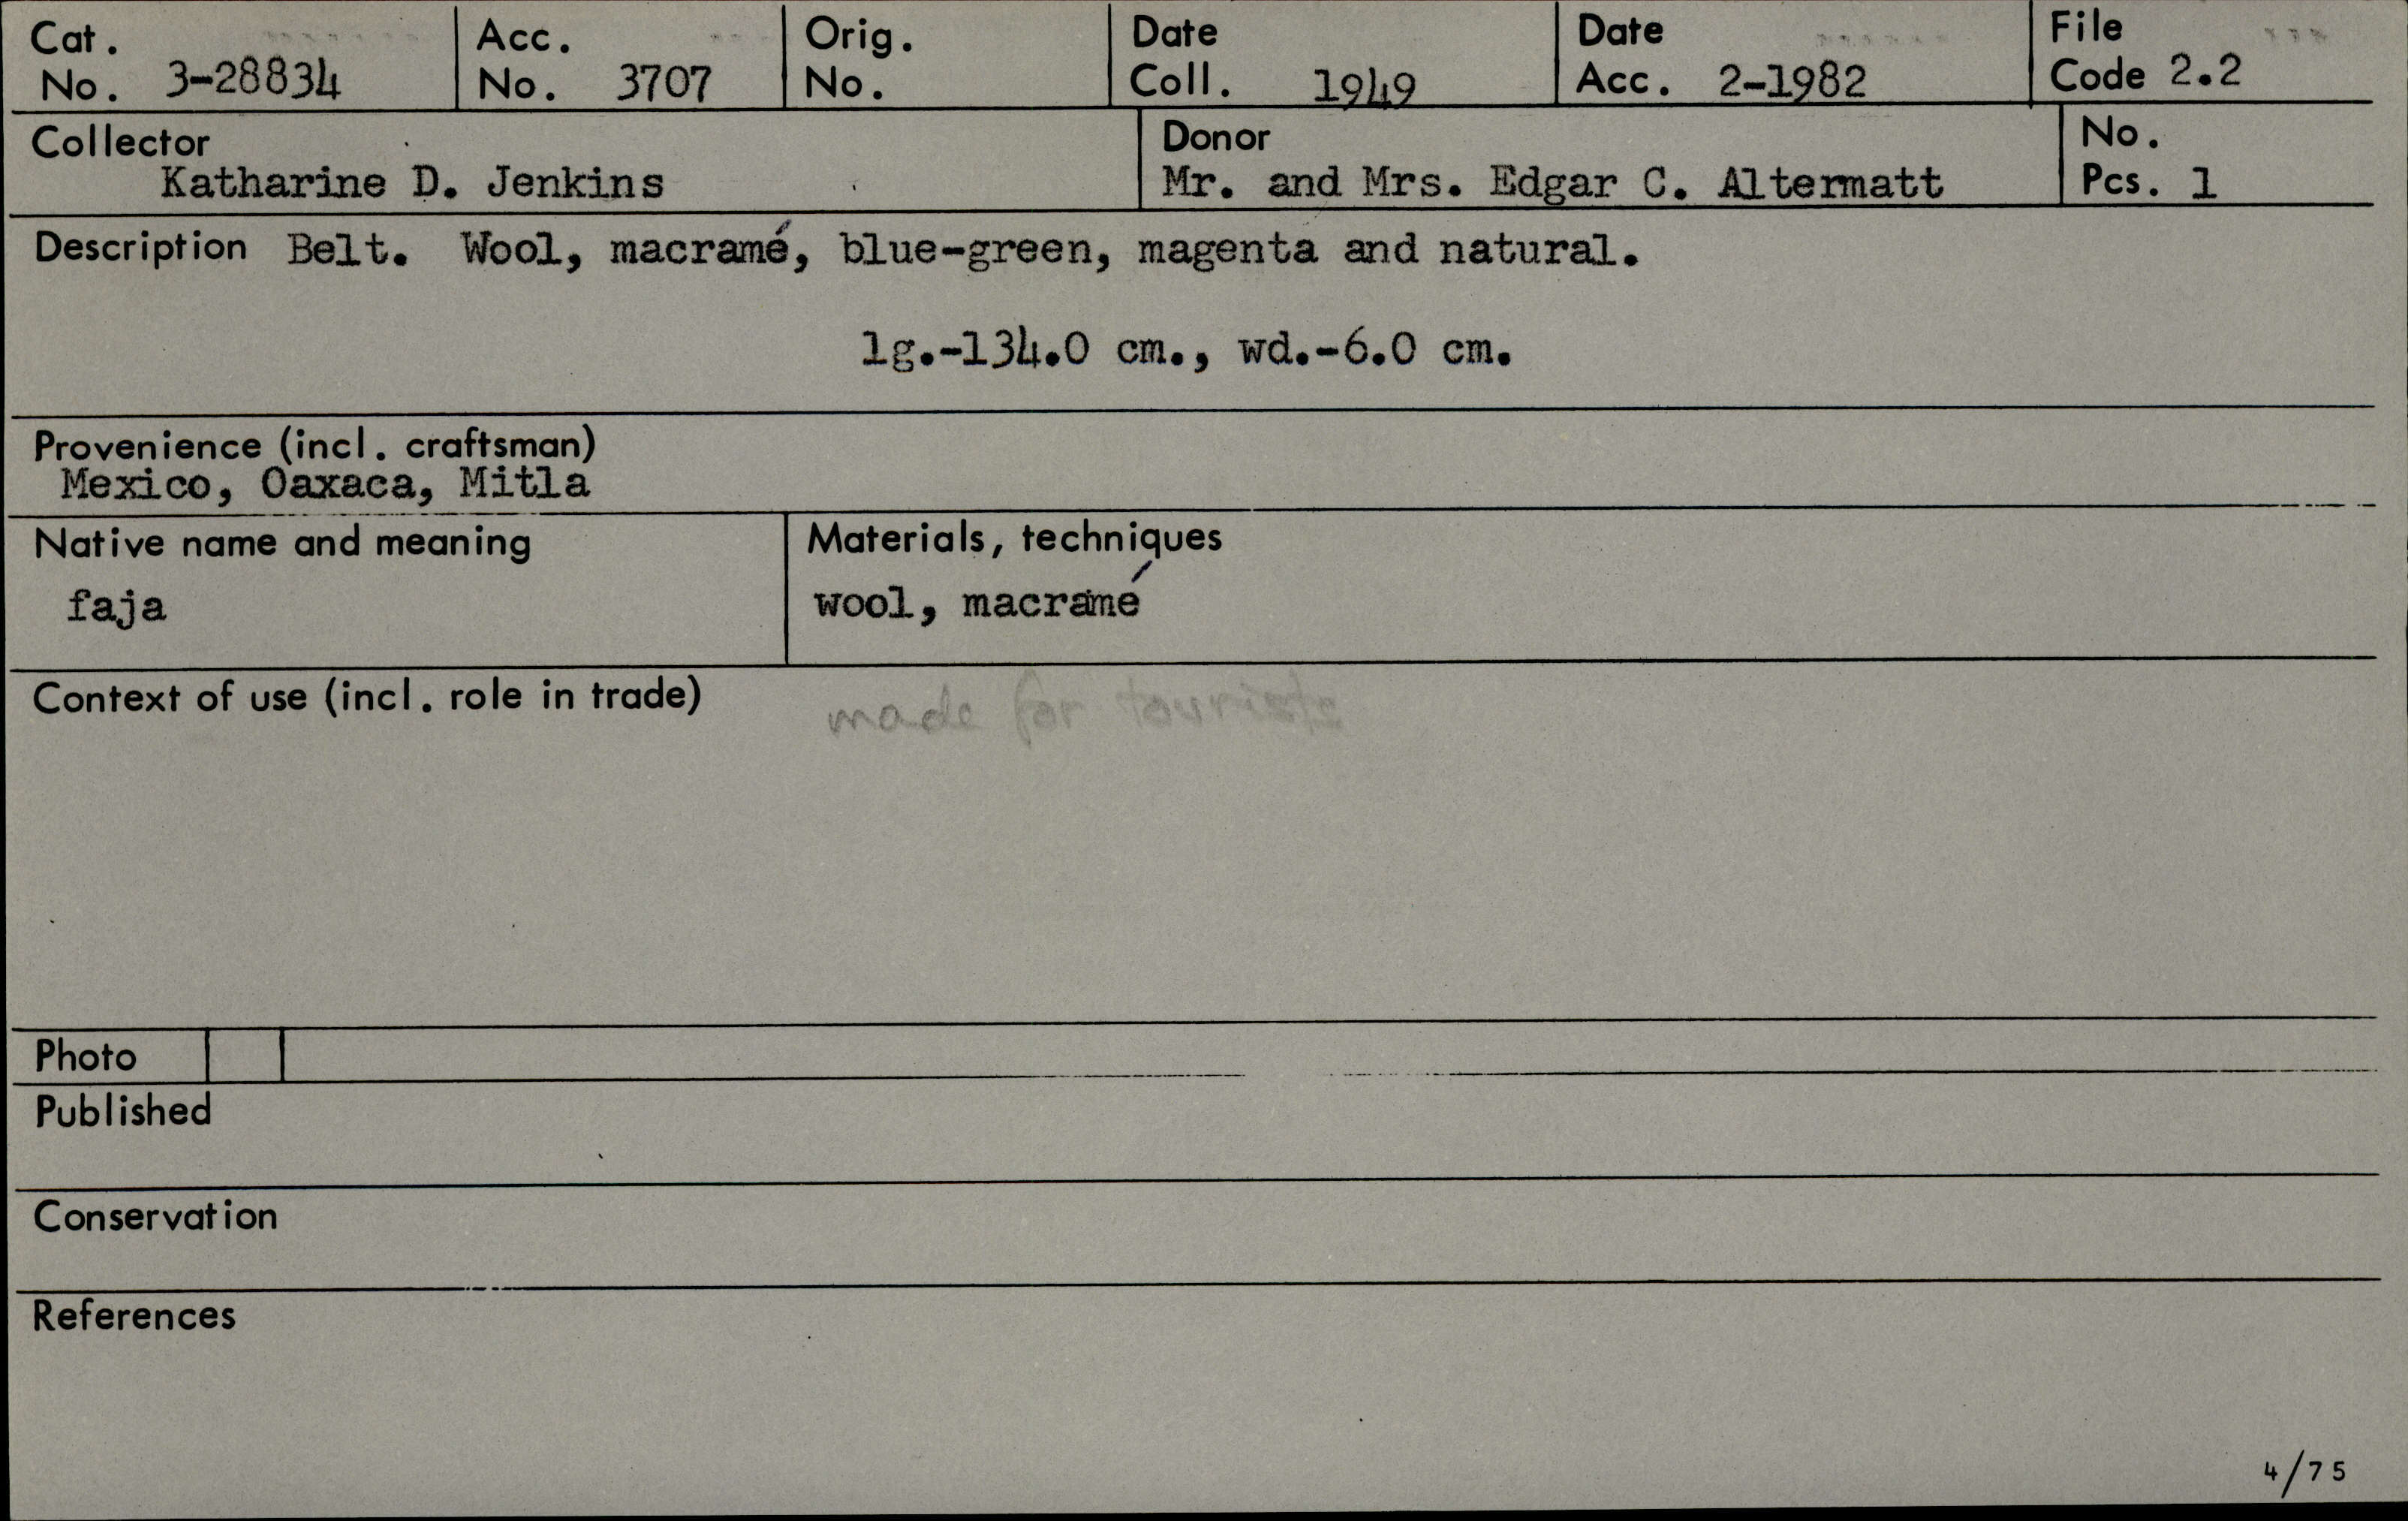 Cat. No. 3-28834 Acc. No. 3707 Orig. No. Date Coll. 1949 Date Acc. 2-1982 File Code 2.2
Collector Katharine D. Jenkins Donor Mr. and Mrs. Edgar C. Altermatt No. Pcs. 1
Description Belt. Wool, macramé, blue-green, magenta and natural.
lg.-134.0 cm., wd.-6.0 cm.
Provenience (incl. craftsman)
Mexico, Oaxaca, Mitla
Native name and meaning
faja
Materials, techniques
wool, macramé
Context of use (incl. role in trade) made for tourists
Photo
Published
Conservation
References
4/75